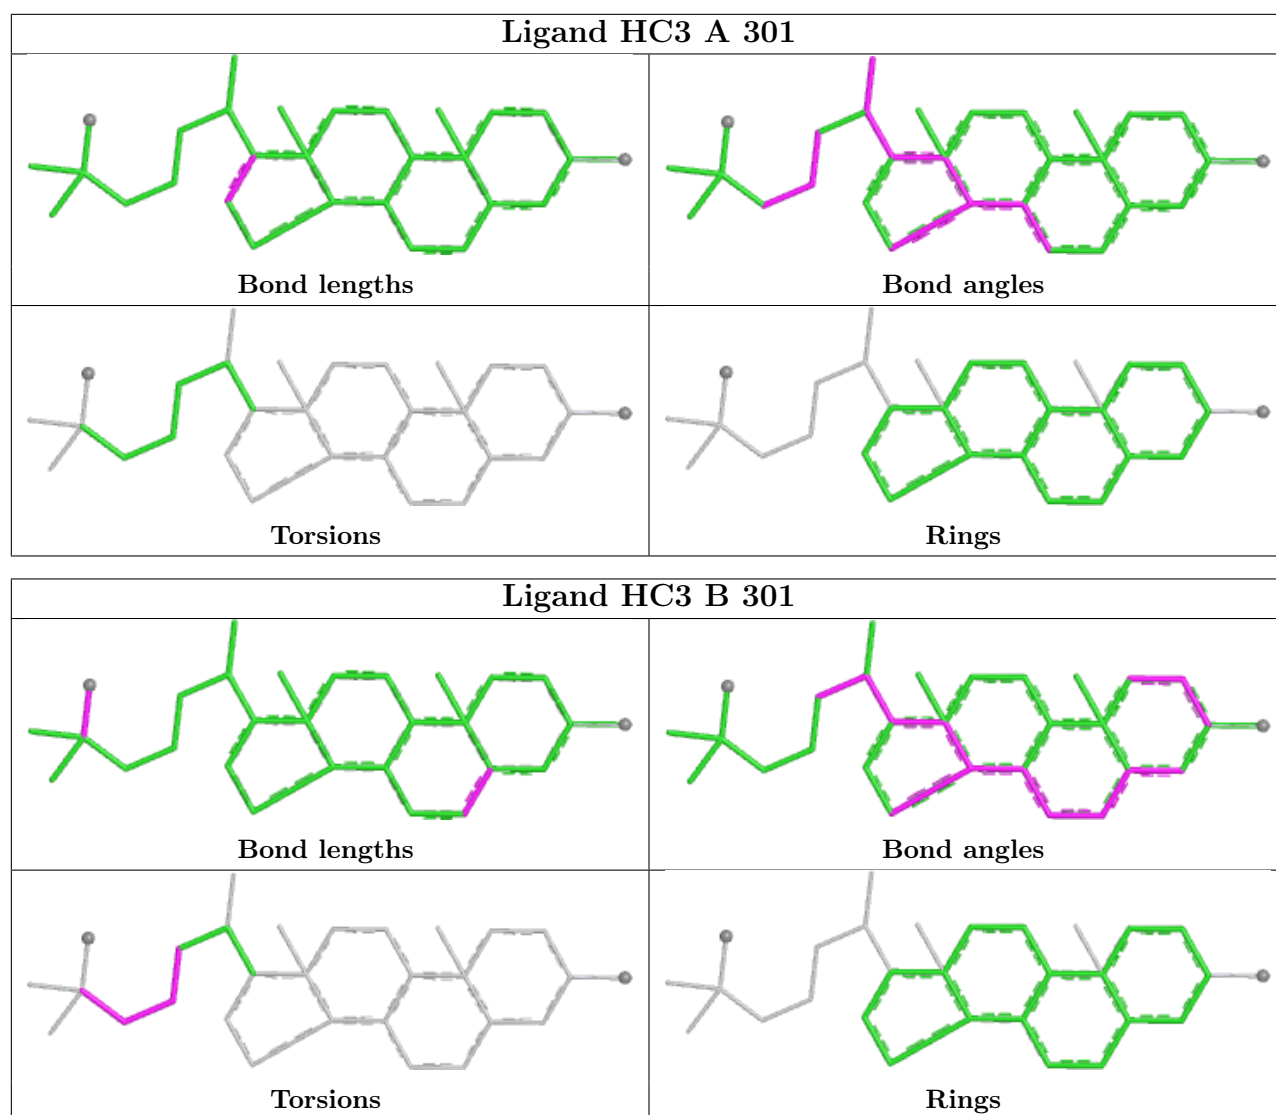 Ligand HC3 A 301
Bond lengths
Bond angles
Torsions
Rings
Ligand HC3 B 301
Bond lengths
Bond angles
Torsions
Rings